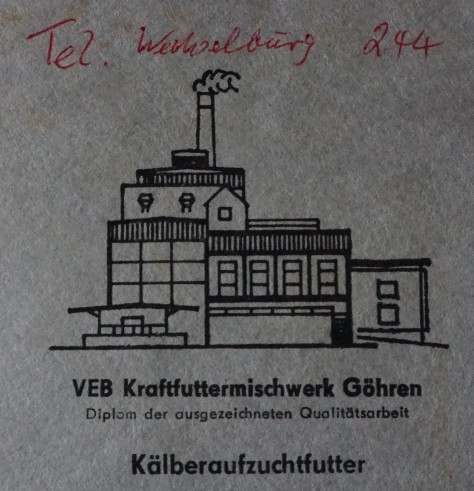 Tel. Wechselburg 244
VEB Kraftfuttermischwerk Göhren
Diplom der ausgezeichneten Qualitätsarbeit
Kälberaufzuchtfutter